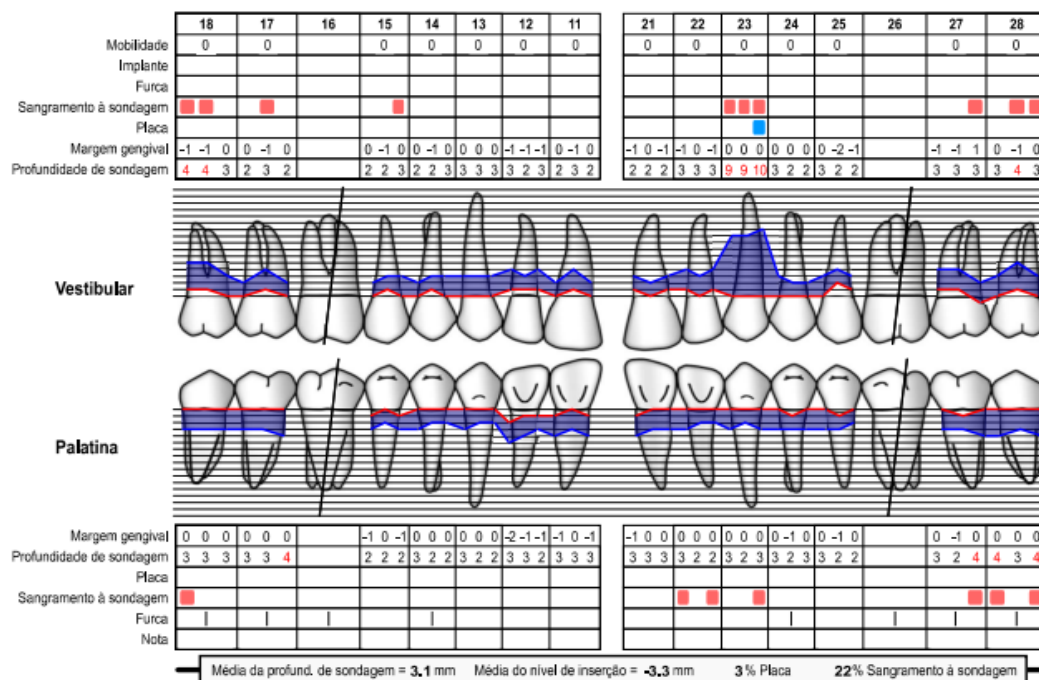 18 17 16 15 14 13 12 11 21 22 23 24 25 26 27 28
Mobilidade 0 0 0 0 0 0 0 0 0 0 0 0 0 0
Implante
Furca
Sangramento à sondagem
Placa
Margem gengival -1 -1 0 0 -1 0 0 -1 0 0 -1 0 0 0 0 -1 -1 -1 0 -1 0 -1 0 -1 -1 0 -1 0 0 0 0 0 0 0 -2 -1 -1 -1 1 0 -1 0
Profundidade de sondagem 4 4 3 2 3 2 2 2 3 2 2 3 3 3 3 3 2 3 2 3 2 2 2 2 3 3 3 9 9 10 3 2 2 3 2 2 3 3 3 3 4 3
Vestibular
Palatina
Margem gengival 0 0 0 0 0 0 -1 0 -1 0 0 0 0 0 0 -2 -1 -1 -1 0 -1 -1 0 0 0 0 0 0 0 0 0 -1 0 0 -1 0 0 -1 0 0 0 0
Profundidade de sondagem 3 3 3 3 3 4 2 2 2 3 2 2 3 2 2 3 3 2 3 3 3 3 3 3 3 2 2 3 2 3 3 2 3 3 2 2 3 2 4 4 3 4
Placa
Sangramento à sondagem
Furca | | | | | | | |
Nota
Média da profund. de sondagem = 3.1 mm Média do nível de inserção = -3.3 mm 3% Placa 22% Sangramento à sondagem